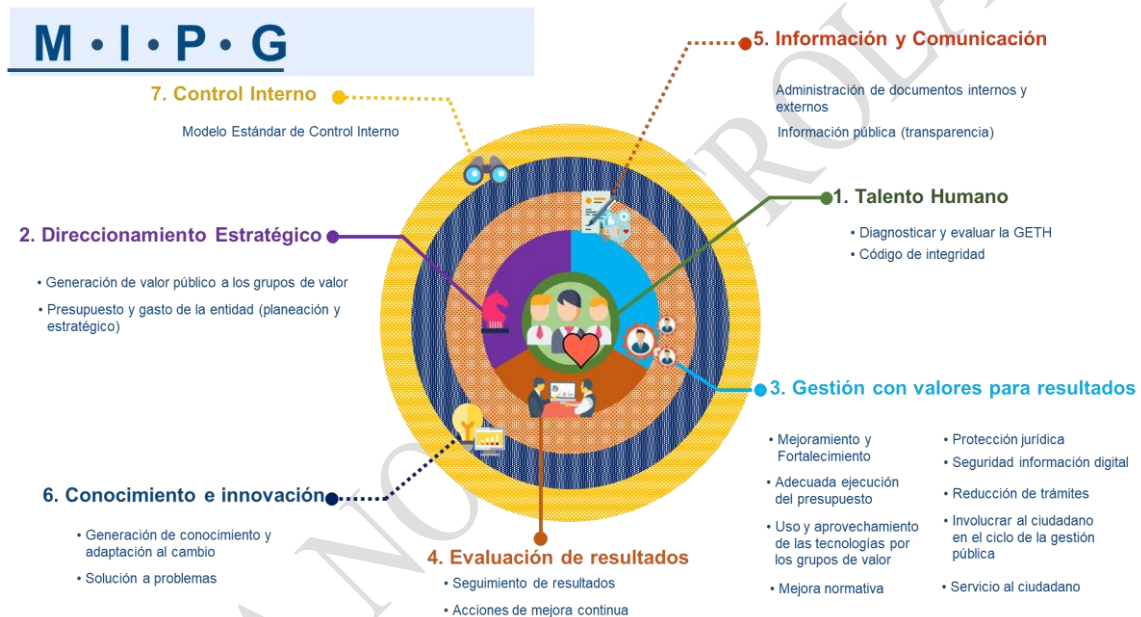 M • I • P • G
5. Información y Comunicación
Administración de documentos internos y
externos
Información pública (transparencia)
7. Control Interno
Modelo Estándar de Control Interno
1. Talento Humano
• Diagnosticar y evaluar la GETH
• Código de integridad
2. Direccionamiento Estratégico
• Generación de valor público a los grupos de valor
• Presupuesto y gasto de la entidad (planeación y
estratégico)
3. Gestión con valores para resultados
• Mejoramiento y
Fortalecimiento
• Adecuada ejecución
del presupuesto
• Uso y aprovechamiento
de las tecnologías por
los grupos de valor
• Mejora normativa
• Protección jurídica
• Seguridad información digital
• Reducción de trámites
• Involucrar al ciudadano
en el ciclo de la gestión
pública
• Servicio al ciudadano
6. Conocimiento e innovación
• Generación de conocimiento y
adaptación al cambio
• Solución a problemas
4. Evaluación de resultados
• Seguimiento de resultados
• Acciones de mejora continua